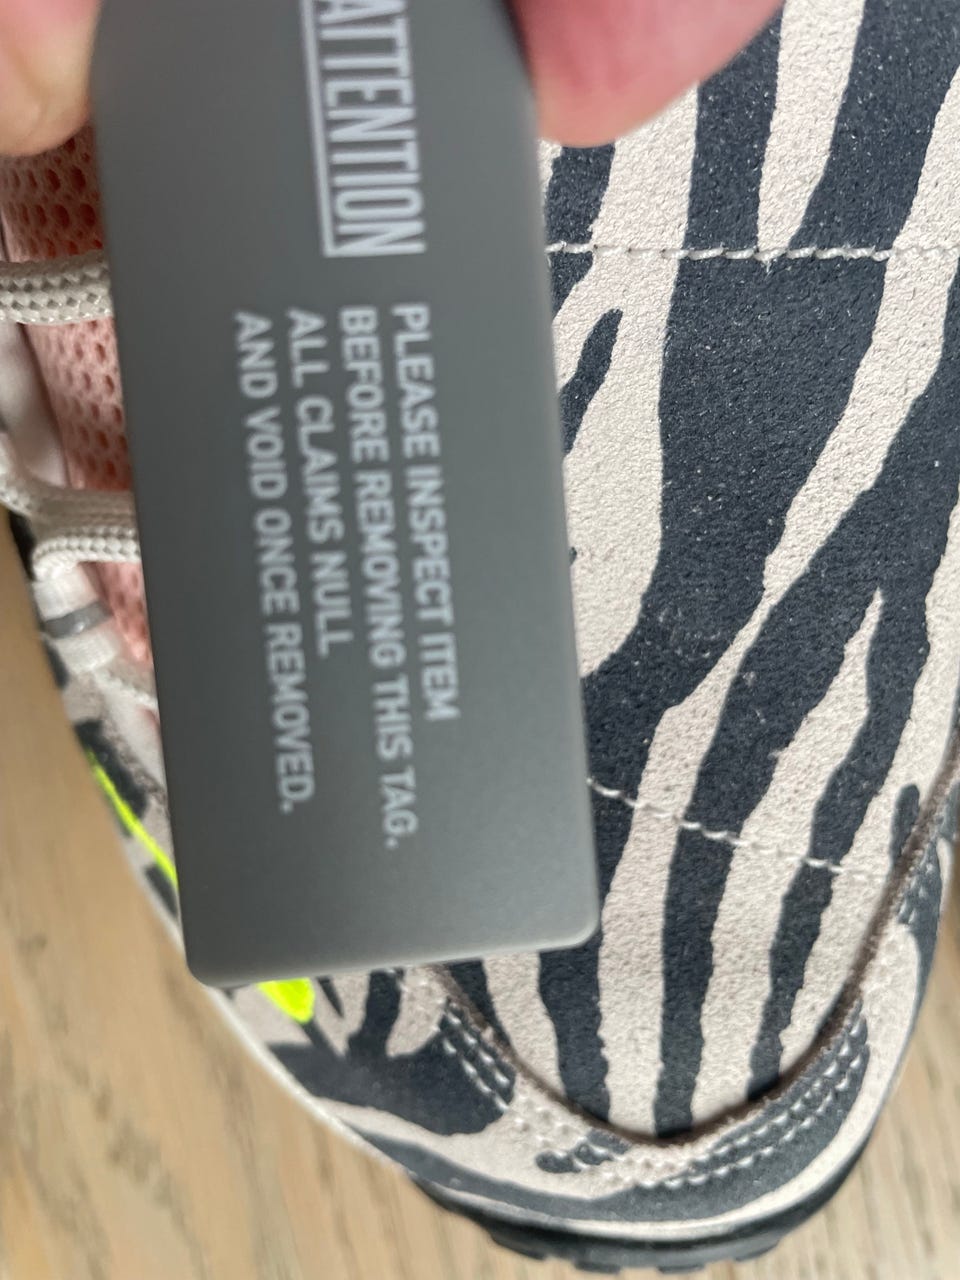 ATTENTION
PLEASE INSPECT ITEM
BEFORE REMOVING THIS TAG.
ALL CLAIMS NULL
AND VOID ONCE REMOVED.